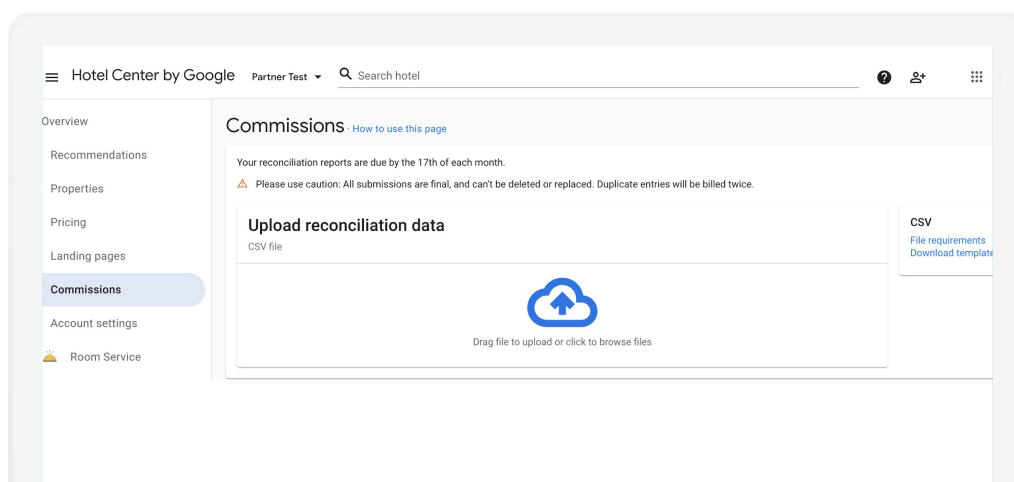 Hotel Center by Google Partner Test Search hotel
Overview
Recommendations
Properties
Pricing
Landing pages
Commissions
Account settings
Room Service
Commissions · How to use this page
Your reconciliation reports are due by the 17th of each month.
Please use caution: All submissions are final, and can't be deleted or replaced. Duplicate entries will be billed twice.
Upload reconciliation data
CSV file
Drag file to upload or click to browse files
CSV
File requirements
Download template